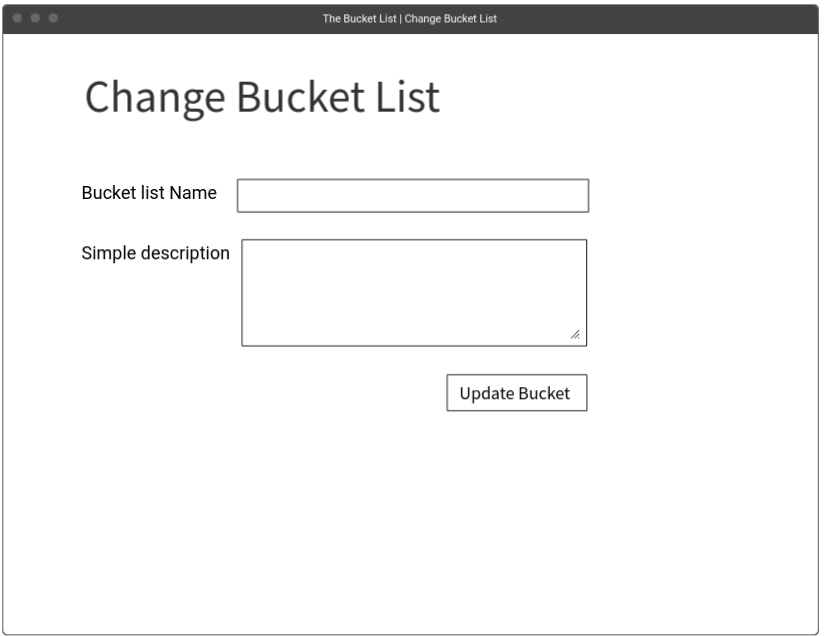 The Bucket List | Change Bucket List
Change Bucket List
Bucket list Name
Simple description
Update Bucket